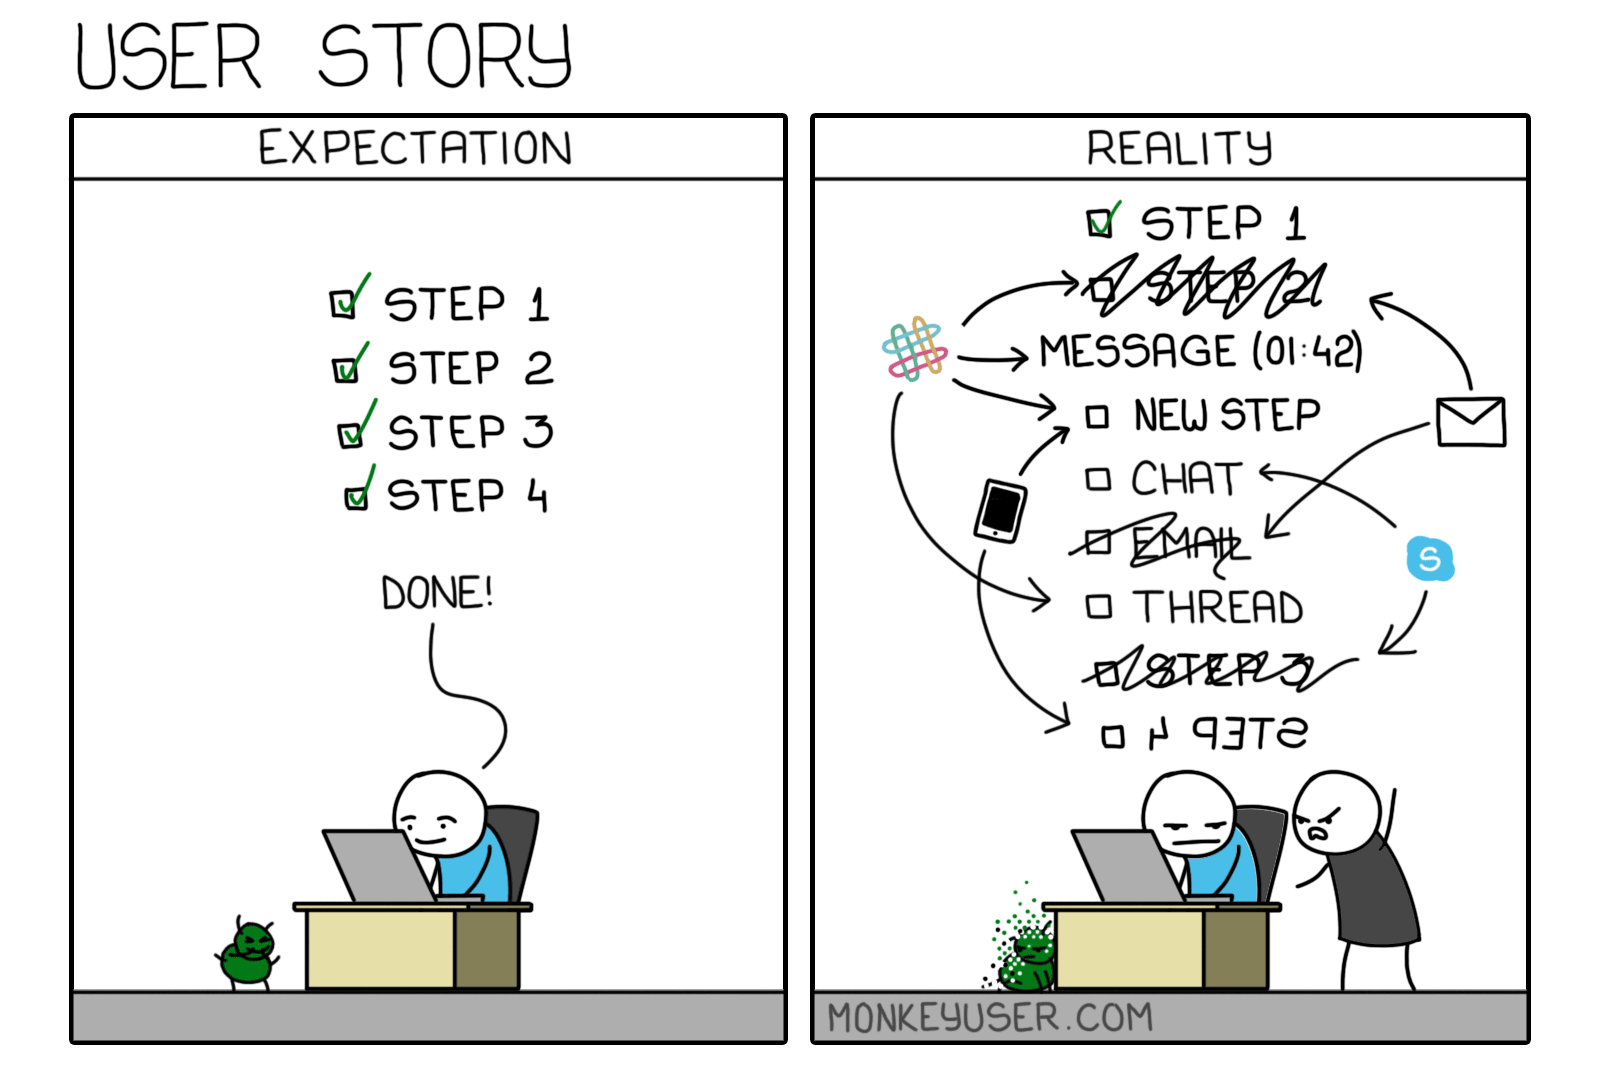 USER STORY
EXPECTATION
STEP 1
STEP 2
STEP 3
STEP 4
DONE!
REALITY
STEP 1
STEP 2
MESSAGE (01:42)
NEW STEP
CHAT
EMAIL
THREAD
STEP 3
STEP 4
S
MONKEYUSER.COM